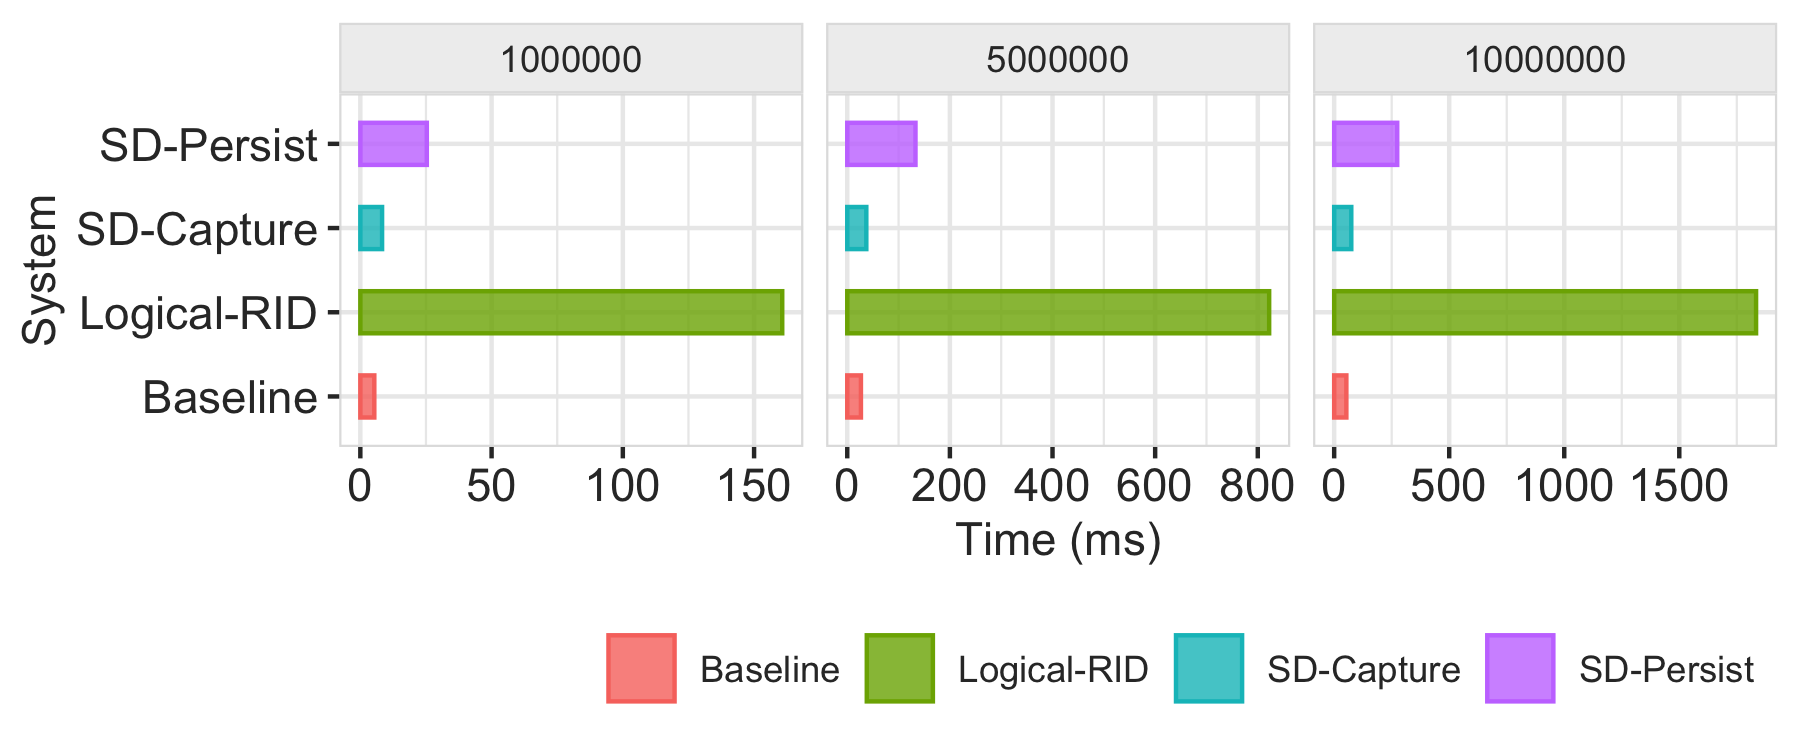 1000000 5000000 10000000
System
SD-Persist
SD-Capture
Logical-RID
Baseline
0 50 100 150 0 200 400 600 800 0 500 1000 1500
Time (ms)
Baseline Logical-RID SD-Capture SD-Persist